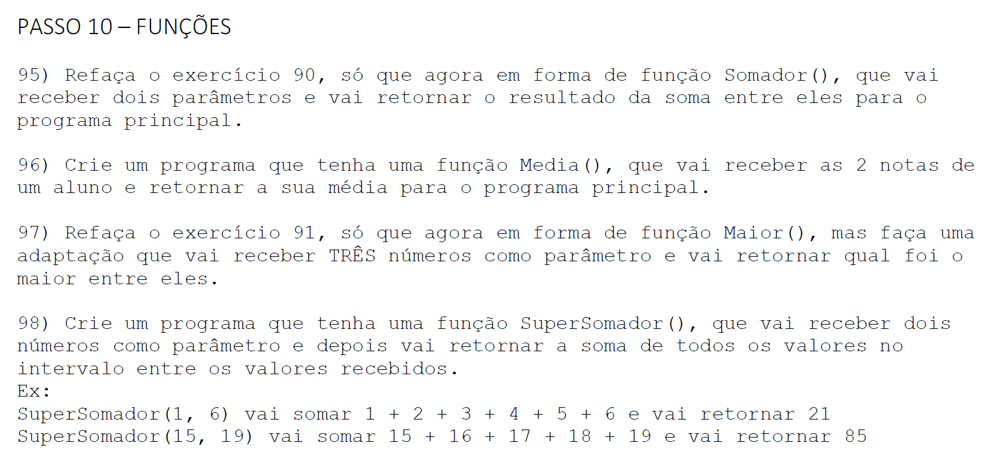 PASSO 10 – FUNÇÕES
95) Refaça o exercício 90, só que agora em forma de função Somador(), que vai
receber dois parâmetros e vai retornar o resultado da soma entre eles para o
programa principal.
96) Crie um programa que tenha uma função Media(), que vai receber as 2 notas de
um aluno e retornar a sua média para o programa principal.
97) Refaça o exercício 91, só que agora em forma de função Maior(), mas faça uma
adaptação que vai receber TRÊS números como parâmetro e vai retornar qual foi o
maior entre eles.
98) Crie um programa que tenha uma função SuperSomador(), que vai receber dois
números como parâmetro e depois vai retornar a soma de todos os valores no
intervalo entre os valores recebidos.
Ex:
SuperSomador(1, 6) vai somar 1 + 2 + 3 + 4 + 5 + 6 e vai retornar 21
SuperSomador(15, 19) vai somar 15 + 16 + 17 + 18 + 19 e vai retornar 85